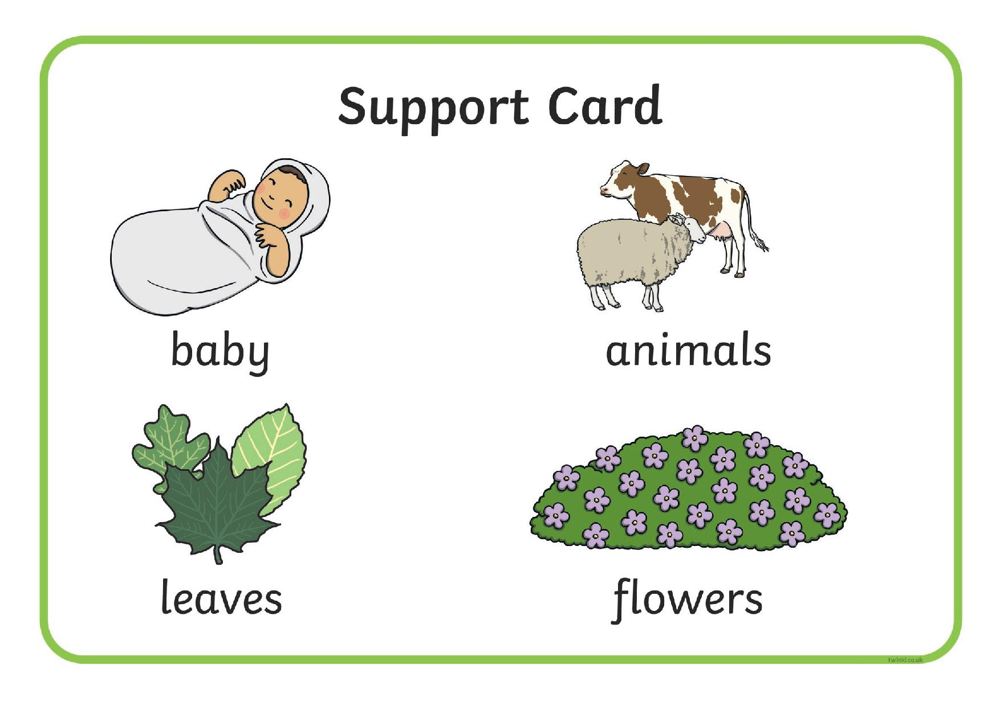 Support Card
baby
animals
leaves
flowers
twinkl.co.uk